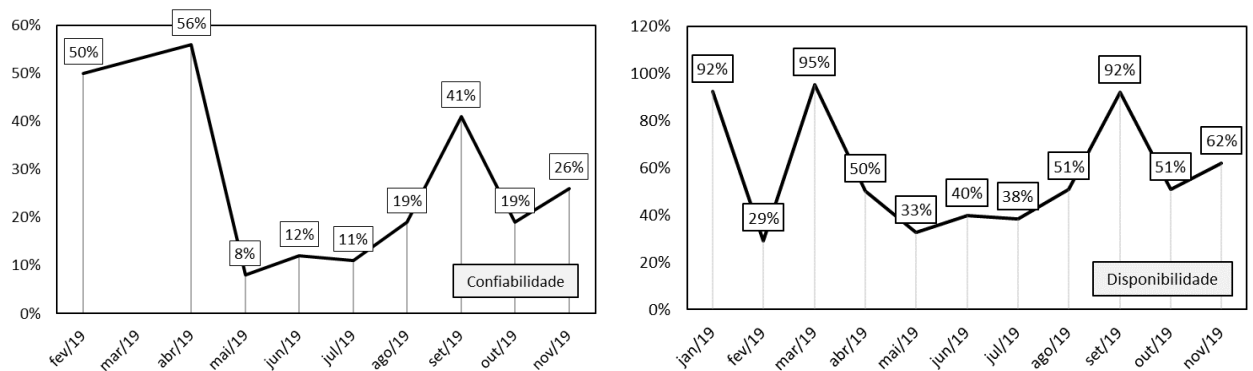 60%
50%
40%
30%
20%
10%
0%
50%
56%
8%
12%
11%
19%
41%
19%
26%
Confiabilidade
fev/19
mar/19
abr/19
mai/19
jun/19
jul/19
ago/19
set/19
out/19
nov/19
120%
100%
80%
60%
40%
20%
0%
92%
29%
95%
50%
33%
40%
38%
51%
92%
51%
62%
Disponibilidade
jan/19
fev/19
mar/19
abr/19
mai/19
jun/19
jul/19
ago/19
set/19
out/19
nov/19